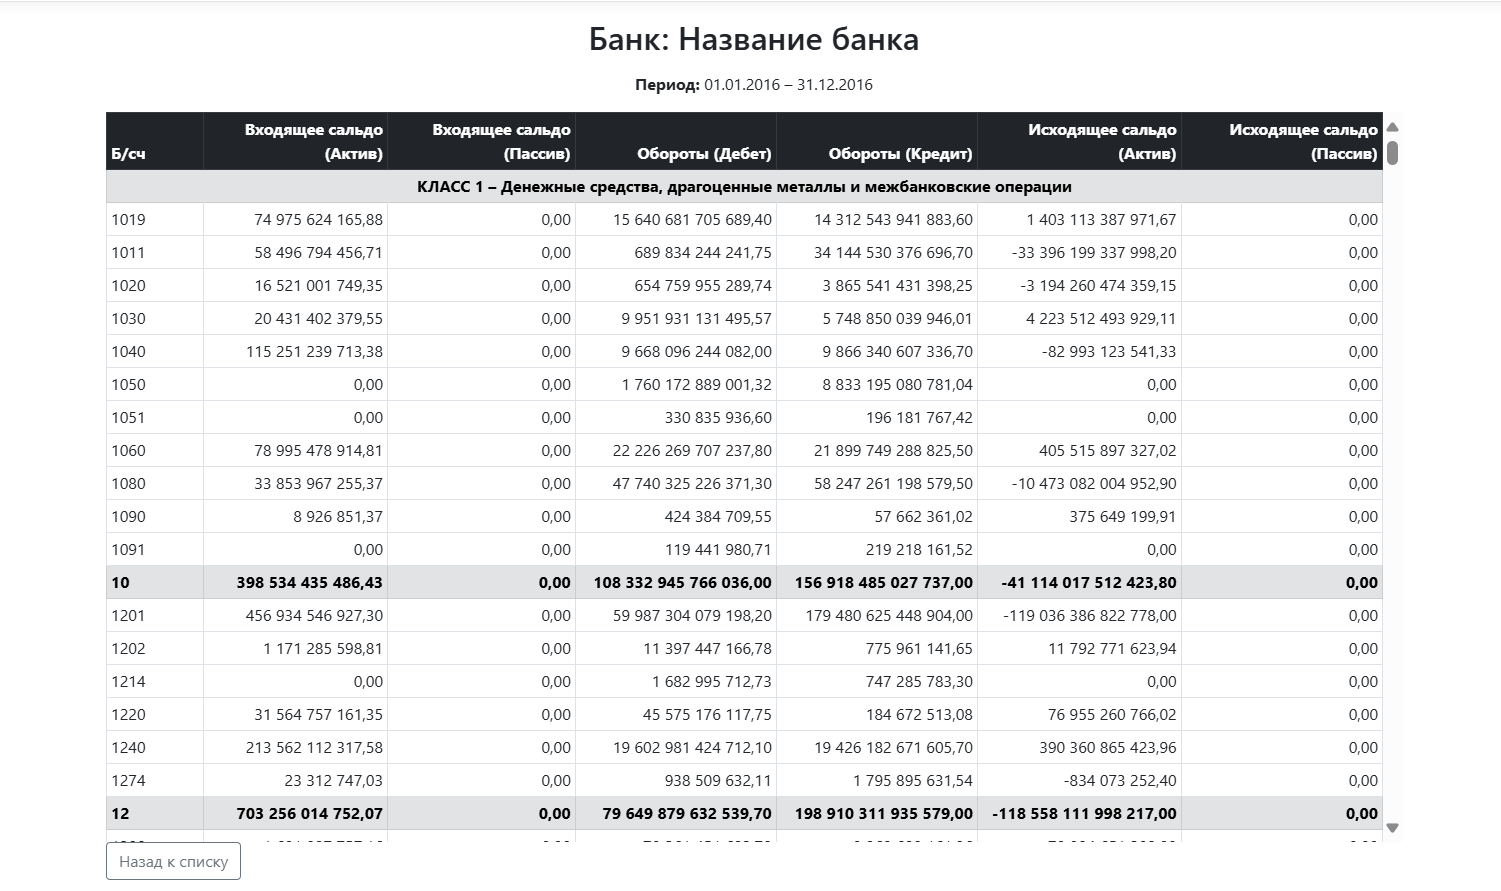 Банк: Название банка
Период: 01.01.2016 – 31.12.2016
Б/сч Входящее сальдо (Актив) Входящее сальдо (Пассив) Обороты (Дебет) Обороты (Кредит) Исходящее сальдо (Актив) Исходящее сальдо (Пассив)
КЛАСС 1 – Денежные средства, драгоценные металлы и межбанковские операции
1019 74 975 624 165,88 0,00 15 640 681 705 689,40 14 312 543 941 883,60 1 403 113 387 971,67 0,00
1011 58 496 794 456,71 0,00 689 834 244 241,75 34 144 530 376 696,70 -33 396 199 337 998,20 0,00
1020 16 521 001 749,35 0,00 654 759 955 289,74 3 865 541 431 398,25 -3 194 260 474 359,15 0,00
1030 20 431 402 379,55 0,00 9 951 931 131 495,57 5 748 850 039 946,01 4 223 512 493 929,11 0,00
1040 115 251 239 713,38 0,00 9 668 096 244 082,00 9 866 340 607 336,70 -82 993 123 541,33 0,00
1050 0,00 0,00 1 760 172 889 001,32 8 833 195 080 781,04 0,00 0,00
1051 0,00 0,00 330 835 936,60 196 181 767,42 0,00 0,00
1060 78 995 478 914,81 0,00 22 226 269 707 237,80 21 899 749 288 825,50 405 515 897 327,02 0,00
1080 33 853 967 255,37 0,00 47 740 325 226 371,30 58 247 261 198 579,50 -10 473 082 004 952,90 0,00
1090 8 926 851,37 0,00 424 384 709,55 57 662 361,02 375 649 199,91 0,00
1091 0,00 0,00 119 441 980,71 219 218 161,52 0,00 0,00
10 398 534 435 486,43 0,00 108 332 945 766 036,00 156 918 485 027 737,00 -41 114 017 512 423,80 0,00
1201 456 934 546 927,30 0,00 59 987 304 079 198,20 179 480 625 448 904,00 -119 036 386 822 778,00 0,00
1202 1 171 285 598,81 0,00 11 397 447 166,78 775 961 141,65 11 792 771 623,94 0,00
1214 0,00 0,00 1 682 995 712,73 747 285 783,30 0,00 0,00
1220 31 564 757 161,35 0,00 45 575 176 117,75 184 672 513,08 76 955 260 766,02 0,00
1240 213 562 112 317,58 0,00 19 602 981 424 712,10 19 426 182 671 605,70 390 360 865 423,96 0,00
1274 23 312 747,03 0,00 938 509 632,11 1 795 895 631,54 -834 073 252,40 0,00
12 703 256 014 752,07 0,00 79 649 879 632 539,70 198 910 311 935 579,00 -118 558 111 998 217,00 0,00
Назад к списку